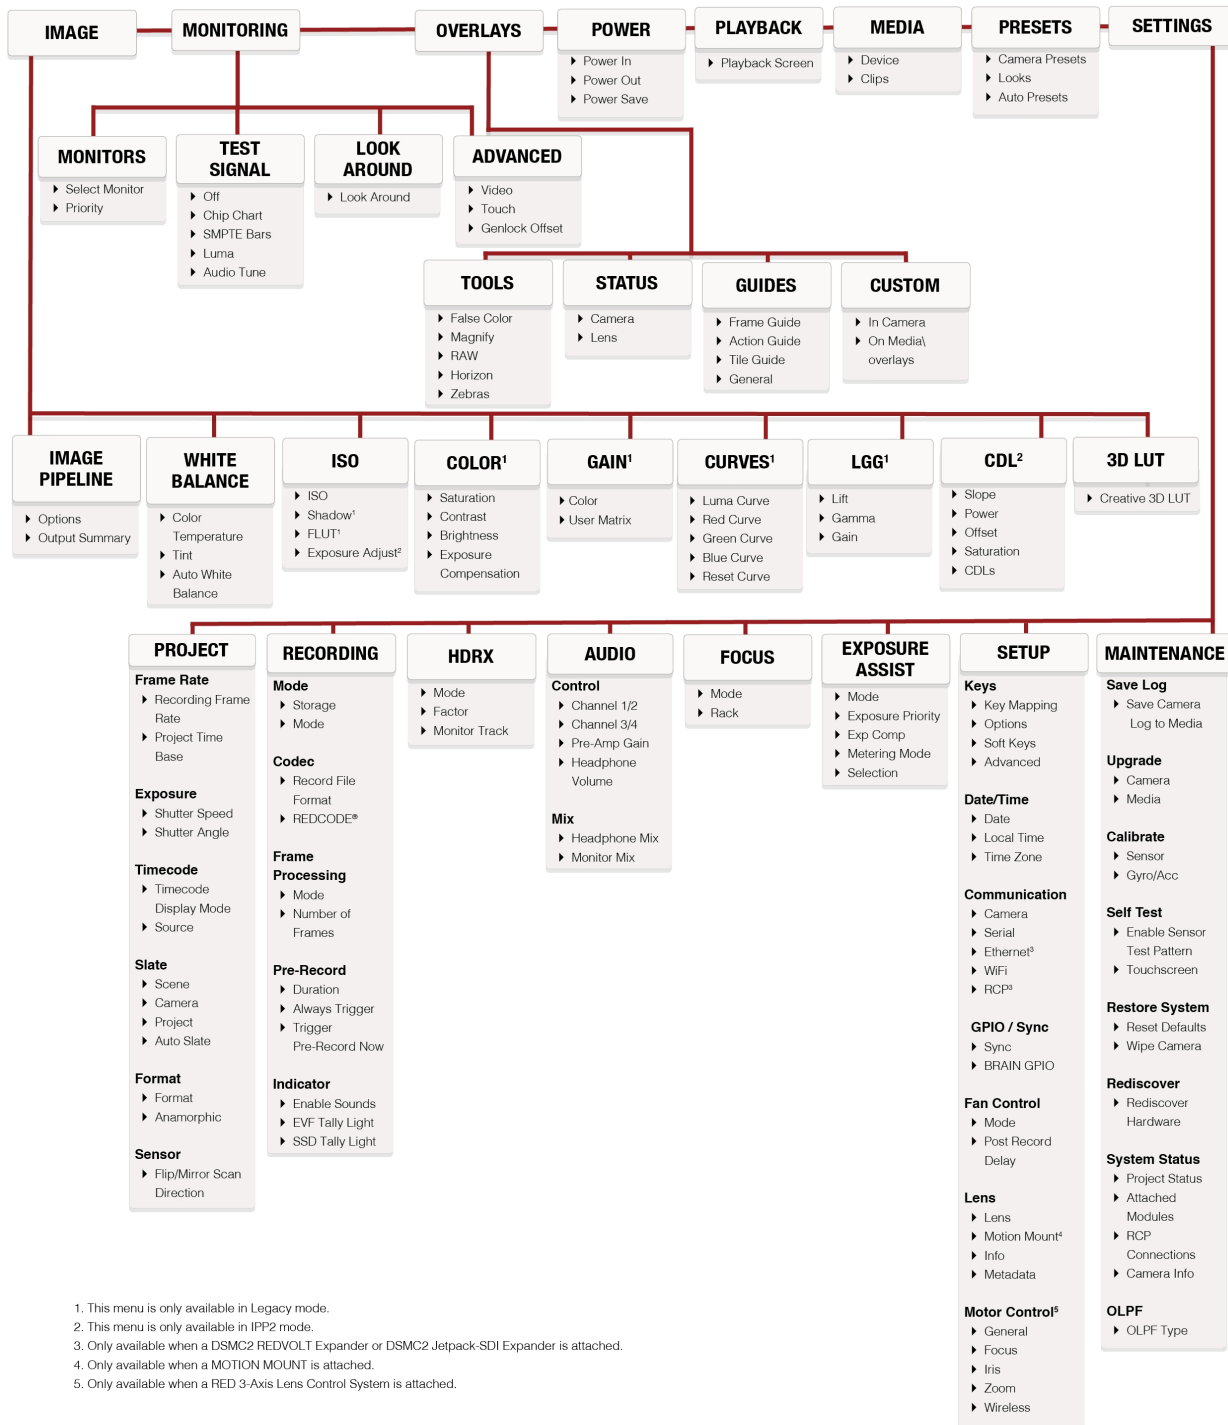 IMAGE
MONITORING
OVERLAYS
POWER
Power In
Power Out
Power Save
PLAYBACK
Playback Screen
MEDIA
Device
Clips
PRESETS
Camera Presets
Looks
Auto Presets
SETTINGS
MONITORS
Select Monitor
Priority
TEST
SIGNAL
Off
Chip Chart
SMPTE Bars
Luma
Audio Tune
LOOK
AROUND
Look Around
ADVANCED
Video
Touch
Genlock Offset
TOOLS
False Color
Magnify
RAW
Horizon
Zebras
STATUS
Camera
Lens
GUIDES
Frame Guide
Action Guide
Tile Guide
General
CUSTOM
In Camera
On Media\
overlays
IMAGE
PIPELINE
Options
Output Summary
WHITE
BALANCE
Color
Temperature
Tint
Auto White
Balance
ISO
ISO
Shadow¹
FLUT¹
Exposure Adjust²
COLOR¹
Saturation
Contrast
Brightness
Exposure
Compensation
GAIN¹
Color
User Matrix
CURVES¹
Luma Curve
Red Curve
Green Curve
Blue Curve
Reset Curve
LGG¹
Lift
Gamma
Gain
CDL²
Slope
Power
Offset
Saturation
CDLs
3D LUT
Creative 3D LUT
PROJECT
Frame Rate
Recording Frame
Rate
Project Time
Base
Exposure
Shutter Speed
Shutter Angle
Timecode
Timecode
Display Mode
Source
Slate
Scene
Camera
Project
Auto Slate
Format
Format
Anamorphic
Sensor
Flip/Mirror Scan
Direction
RECORDING
Mode
Storage
Mode
Codec
Record File
Format
REDCODE®
Frame
Processing
Mode
Number of
Frames
Pre-Record
Duration
Always Trigger
Trigger
Pre-Record Now
Indicator
Enable Sounds
EVF Tally Light
SSD Tally Light
HDRX
Mode
Factor
Monitor Track
AUDIO
Control
Channel 1/2
Channel 3/4
Pre-Amp Gain
Headphone
Volume
Mix
Headphone Mix
Monitor Mix
FOCUS
Mode
Rack
EXPOSURE
ASSIST
Mode
Exposure Priority
Exp Comp
Metering Mode
Selection
SETUP
Keys
Key Mapping
Options
Soft Keys
Advanced
Date/Time
Date
Local Time
Time Zone
Communication
Camera
Serial
Ethernet³
WiFi
RCP³
GPIO / Sync
Sync
BRAIN GPIO
Fan Control
Mode
Post Record
Delay
Lens
Lens
Motion Mount⁴
Info
Metadata
Motor Control⁵
General
Focus
Iris
Zoom
Wireless
MAINTENANCE
Save Log
Save Camera
Log to Media
Upgrade
Camera
Media
Calibrate
Sensor
Gyro/Acc
Self Test
Enable Sensor
Test Pattern
Touchscreen
Restore System
Reset Defaults
Wipe Camera
Rediscover
Rediscover
Hardware
System Status
Project Status
Attached
Modules
RCP
Connections
Camera Info
OLPF
OLPF Type
1. This menu is only available in Legacy mode.
2. This menu is only available in IPP2 mode.
3. Only available when a DSMC2 REDVOLT Expander or DSMC2 Jetpack-SDI Expander is attached.
4. Only available when a MOTION MOUNT is attached.
5. Only available when a RED 3-Axis Lens Control System is attached.